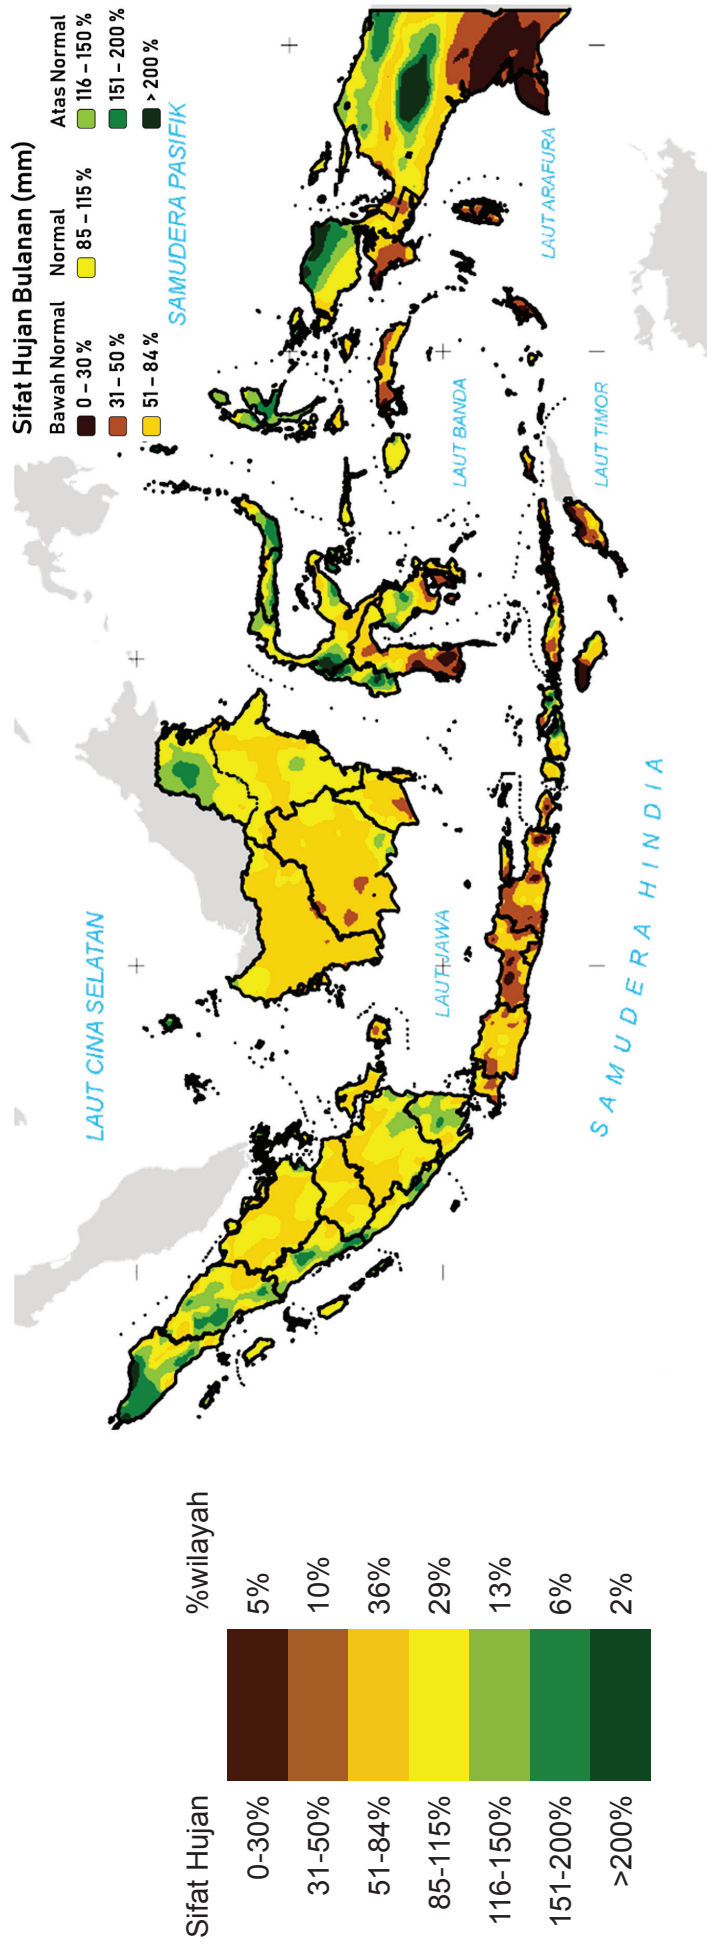 Sifat Hujan %wilayah
0-30% 5%
31-50% 10%
51-84% 36%
85-115% 29%
116-150% 13%
151-200% 6%
>200% 2%
Sifat Hujan Bulanan (mm)
Bawah Normal Normal Atas Normal
0 – 30 % 85 – 115 % 116 – 150 %
31 – 50 % 151 – 200 %
51 – 84 % > 200 %
LAUT CINA SELATAN
SAMUDERA PASIFIK
LAUT JAWA
LAUT BANDA
LAUT ARAFURA
LAUT TIMOR
SAMUDERA HINDIA